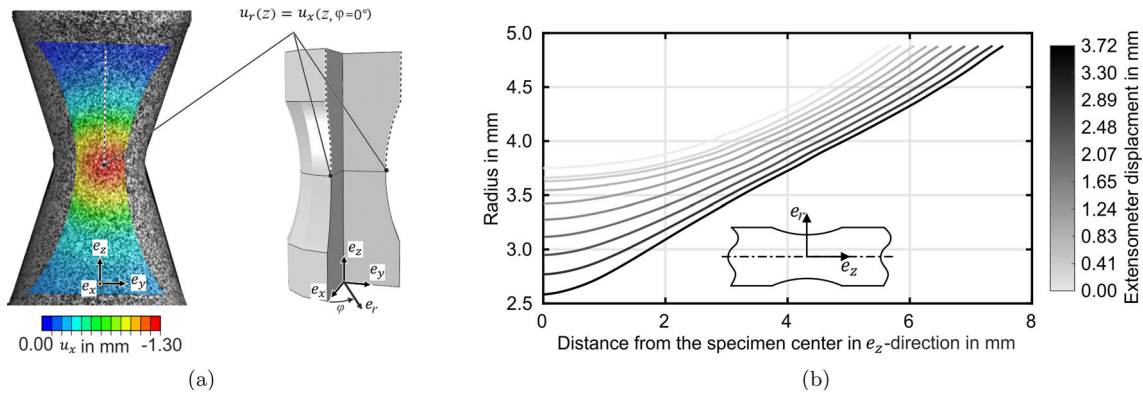 u_r(z) = u_x(z, φ=0°)
e_z
e_x
e_y
0.00 u_x in mm -1.30
e_z
e_y
e_x
φ
e_r
(a)
Radius in mm
5.0
4.5
4.0
3.5
3.0
2.5
0 2 4 6 8
Distance from the specimen center in e_z-direction in mm
e_r
e_z
3.72
3.30
2.89
2.48
2.07
1.65
1.24
0.83
0.41
0.00
Extensometer displacment in mm
(b)